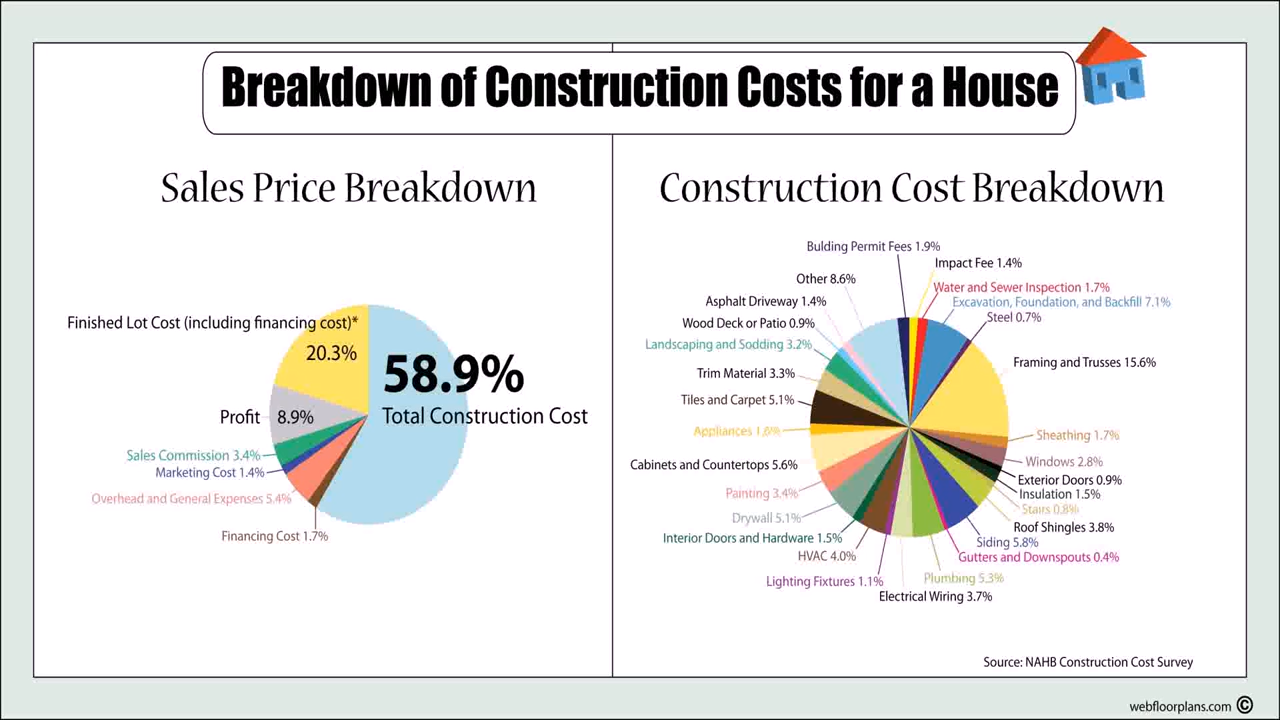 Breakdown of Construction Costs for a House
Sales Price Breakdown
Finished Lot Cost (including financing cost)*
20.3%
58.9%
Total Construction Cost
Profit 8.9%
Sales Commission 3.4%
Marketing Cost 1.4%
Overhead and General Expenses 5.4%
Financing Cost 1.7%
Construction Cost Breakdown
Bulding Permit Fees 1.9%
Impact Fee 1.4%
Water and Sewer Inspection 1.7%
Excavation, Foundation, and Backfill 7.1%
Steel 0.7%
Framing and Trusses 15.6%
Sheathing 1.7%
Windows 2.8%
Exterior Doors 0.9%
Insulation 1.5%
Stairs 0.8%
Roof Shingles 3.8%
Siding 5.8%
Gutters and Downspouts 0.4%
Plumbing 5.3%
Electrical Wiring 3.7%
Lighting Fixtures 1.1%
HVAC 4.0%
Interior Doors and Hardware 1.5%
Drywall 5.1%
Painting 3.4%
Cabinets and Countertops 5.6%
Appliances 1.6%
Tiles and Carpet 5.1%
Trim Material 3.3%
Landscaping and Sodding 3.2%
Wood Deck or Patio 0.9%
Asphalt Driveway 1.4%
Other 8.6%
Source: NAHB Construction Cost Survey
webfloorplans.com ©